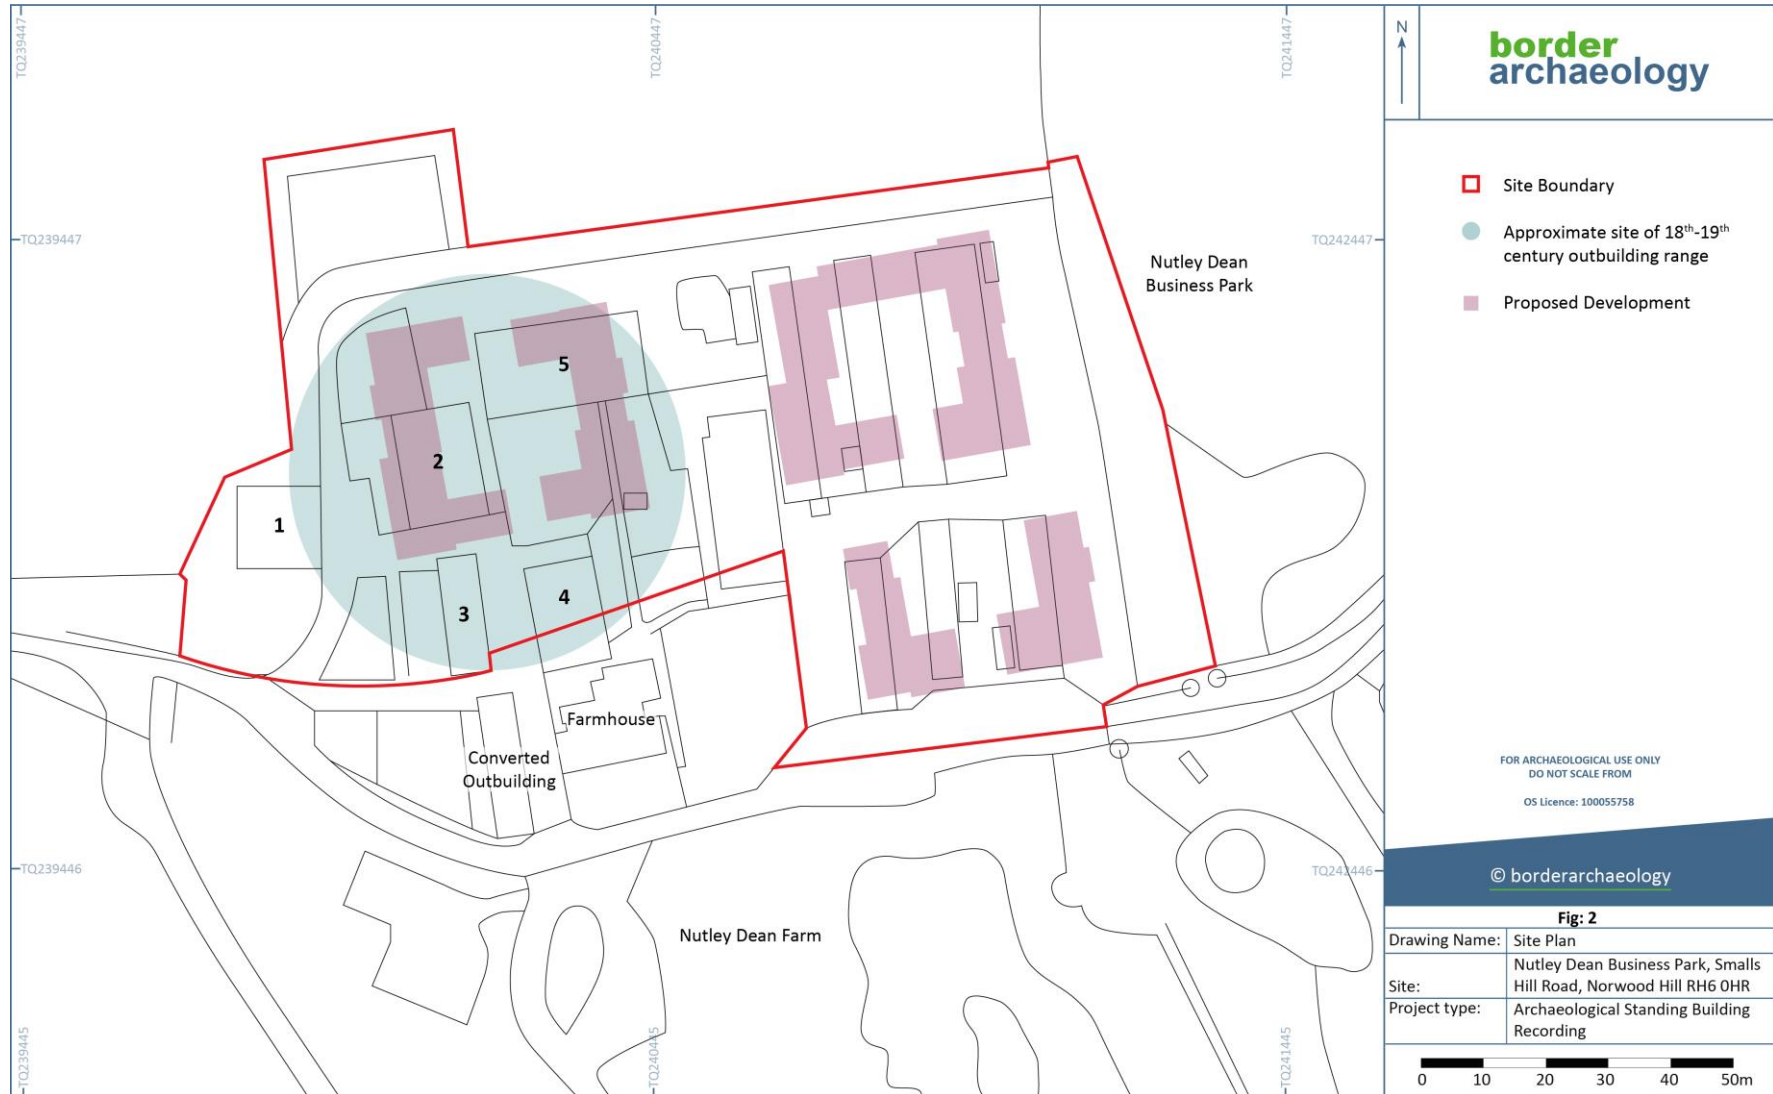 TQ239447
TQ240447
TQ241447
N
border
archaeology
Site Boundary
Approximate site of 18th-19th
century outbuilding range
Proposed Development
TQ239447
TQ242447
Nutley Dean
Business Park
5
2
1
3
4
Farmhouse
Converted
Outbuilding
FOR ARCHAEOLOGICAL USE ONLY
DO NOT SCALE FROM
OS Licence: 100055758
TQ239446
TQ242446
© borderarchaeology
Nutley Dean Farm
Fig: 2
Drawing Name: Site Plan
Site: Nutley Dean Business Park, Smalls
Hill Road, Norwood Hill RH6 0HR
Project type: Archaeological Standing Building
Recording
TQ239445
TQ240445
TQ241445
0 10 20 30 40 50m